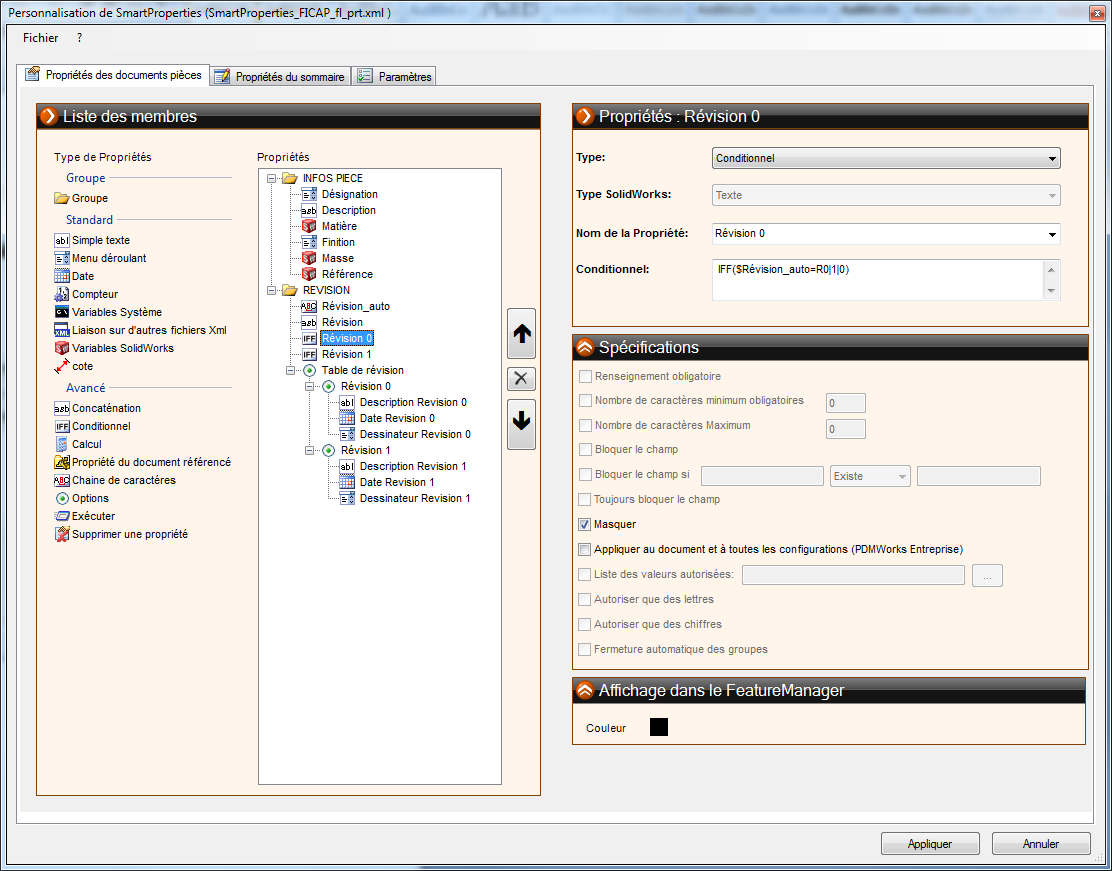 Personnalisation de SmartProperties (SmartProperties_FICAP_fl_prt.xml )
Fichier ?
Propriétés des documents pièces Propriétés du sommaire Paramètres
Liste des membres
Type de Propriétés
Groupe
Groupe
Standard
Simple texte
Menu déroulant
Date
Compteur
Variables Système
Liaison sur d'autres fichiers Xml
Variables SolidWorks
cote
Avancé
Concaténation
Conditionnel
Calcul
Propriété du document référencé
Chaine de caractères
Options
Exécuter
Supprimer une propriété
Propriétés
INFOS PIECE
Désignation
Description
Matière
Finition
Masse
Référence
REVISION
Révision_auto
Révision
Révision 0
Révision 1
Table de révision
Révision 0
Description Revision 0
Date Revision 0
Dessinateur Revision 0
Révision 1
Description Revision 1
Date Revision 1
Dessinateur Revision 1
Propriétés : Révision 0
Type: Conditionnel
Type SolidWorks: Texte
Nom de la Propriété: Révision 0
Conditionnel: IFF($Révision_auto=R0|1|0)
Spécifications
Renseignement obligatoire
Nombre de caractères minimum obligatoires 0
Nombre de caractères Maximum 0
Bloquer le champ
Bloquer le champ si Existe
Toujours bloquer le champ
Masquer
Appliquer au document et à toutes les configurations (PDMWorks Entreprise)
Liste des valeurs autorisées: ...
Autoriser que des lettres
Autoriser que des chiffres
Fermeture automatique des groupes
Affichage dans le FeatureManager
Couleur
Appliquer Annuler